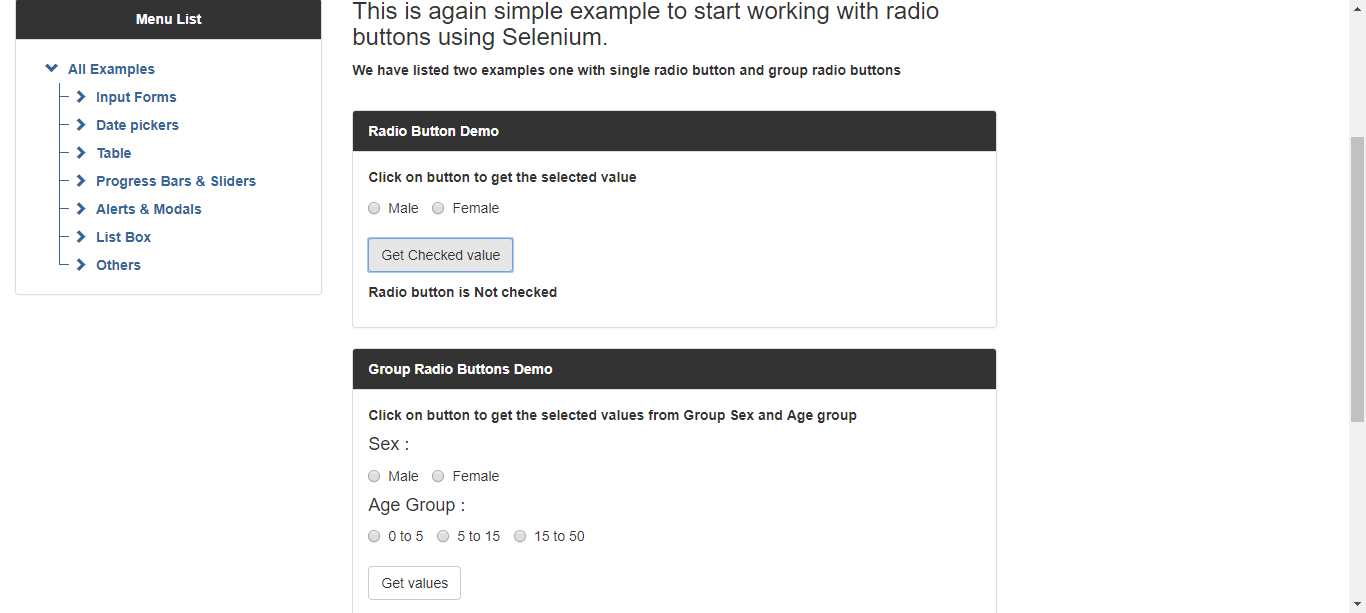 Menu List
All Examples
Input Forms
Date pickers
Table
Progress Bars & Sliders
Alerts & Modals
List Box
Others
This is again simple example to start working with radio
buttons using Selenium.
We have listed two examples one with single radio button and group radio buttons
Radio Button Demo
Click on button to get the selected value
Male Female
Get Checked value
Radio button is Not checked
Group Radio Buttons Demo
Click on button to get the selected values from Group Sex and Age group
Sex :
Male Female
Age Group :
0 to 5 5 to 15 15 to 50
Get values